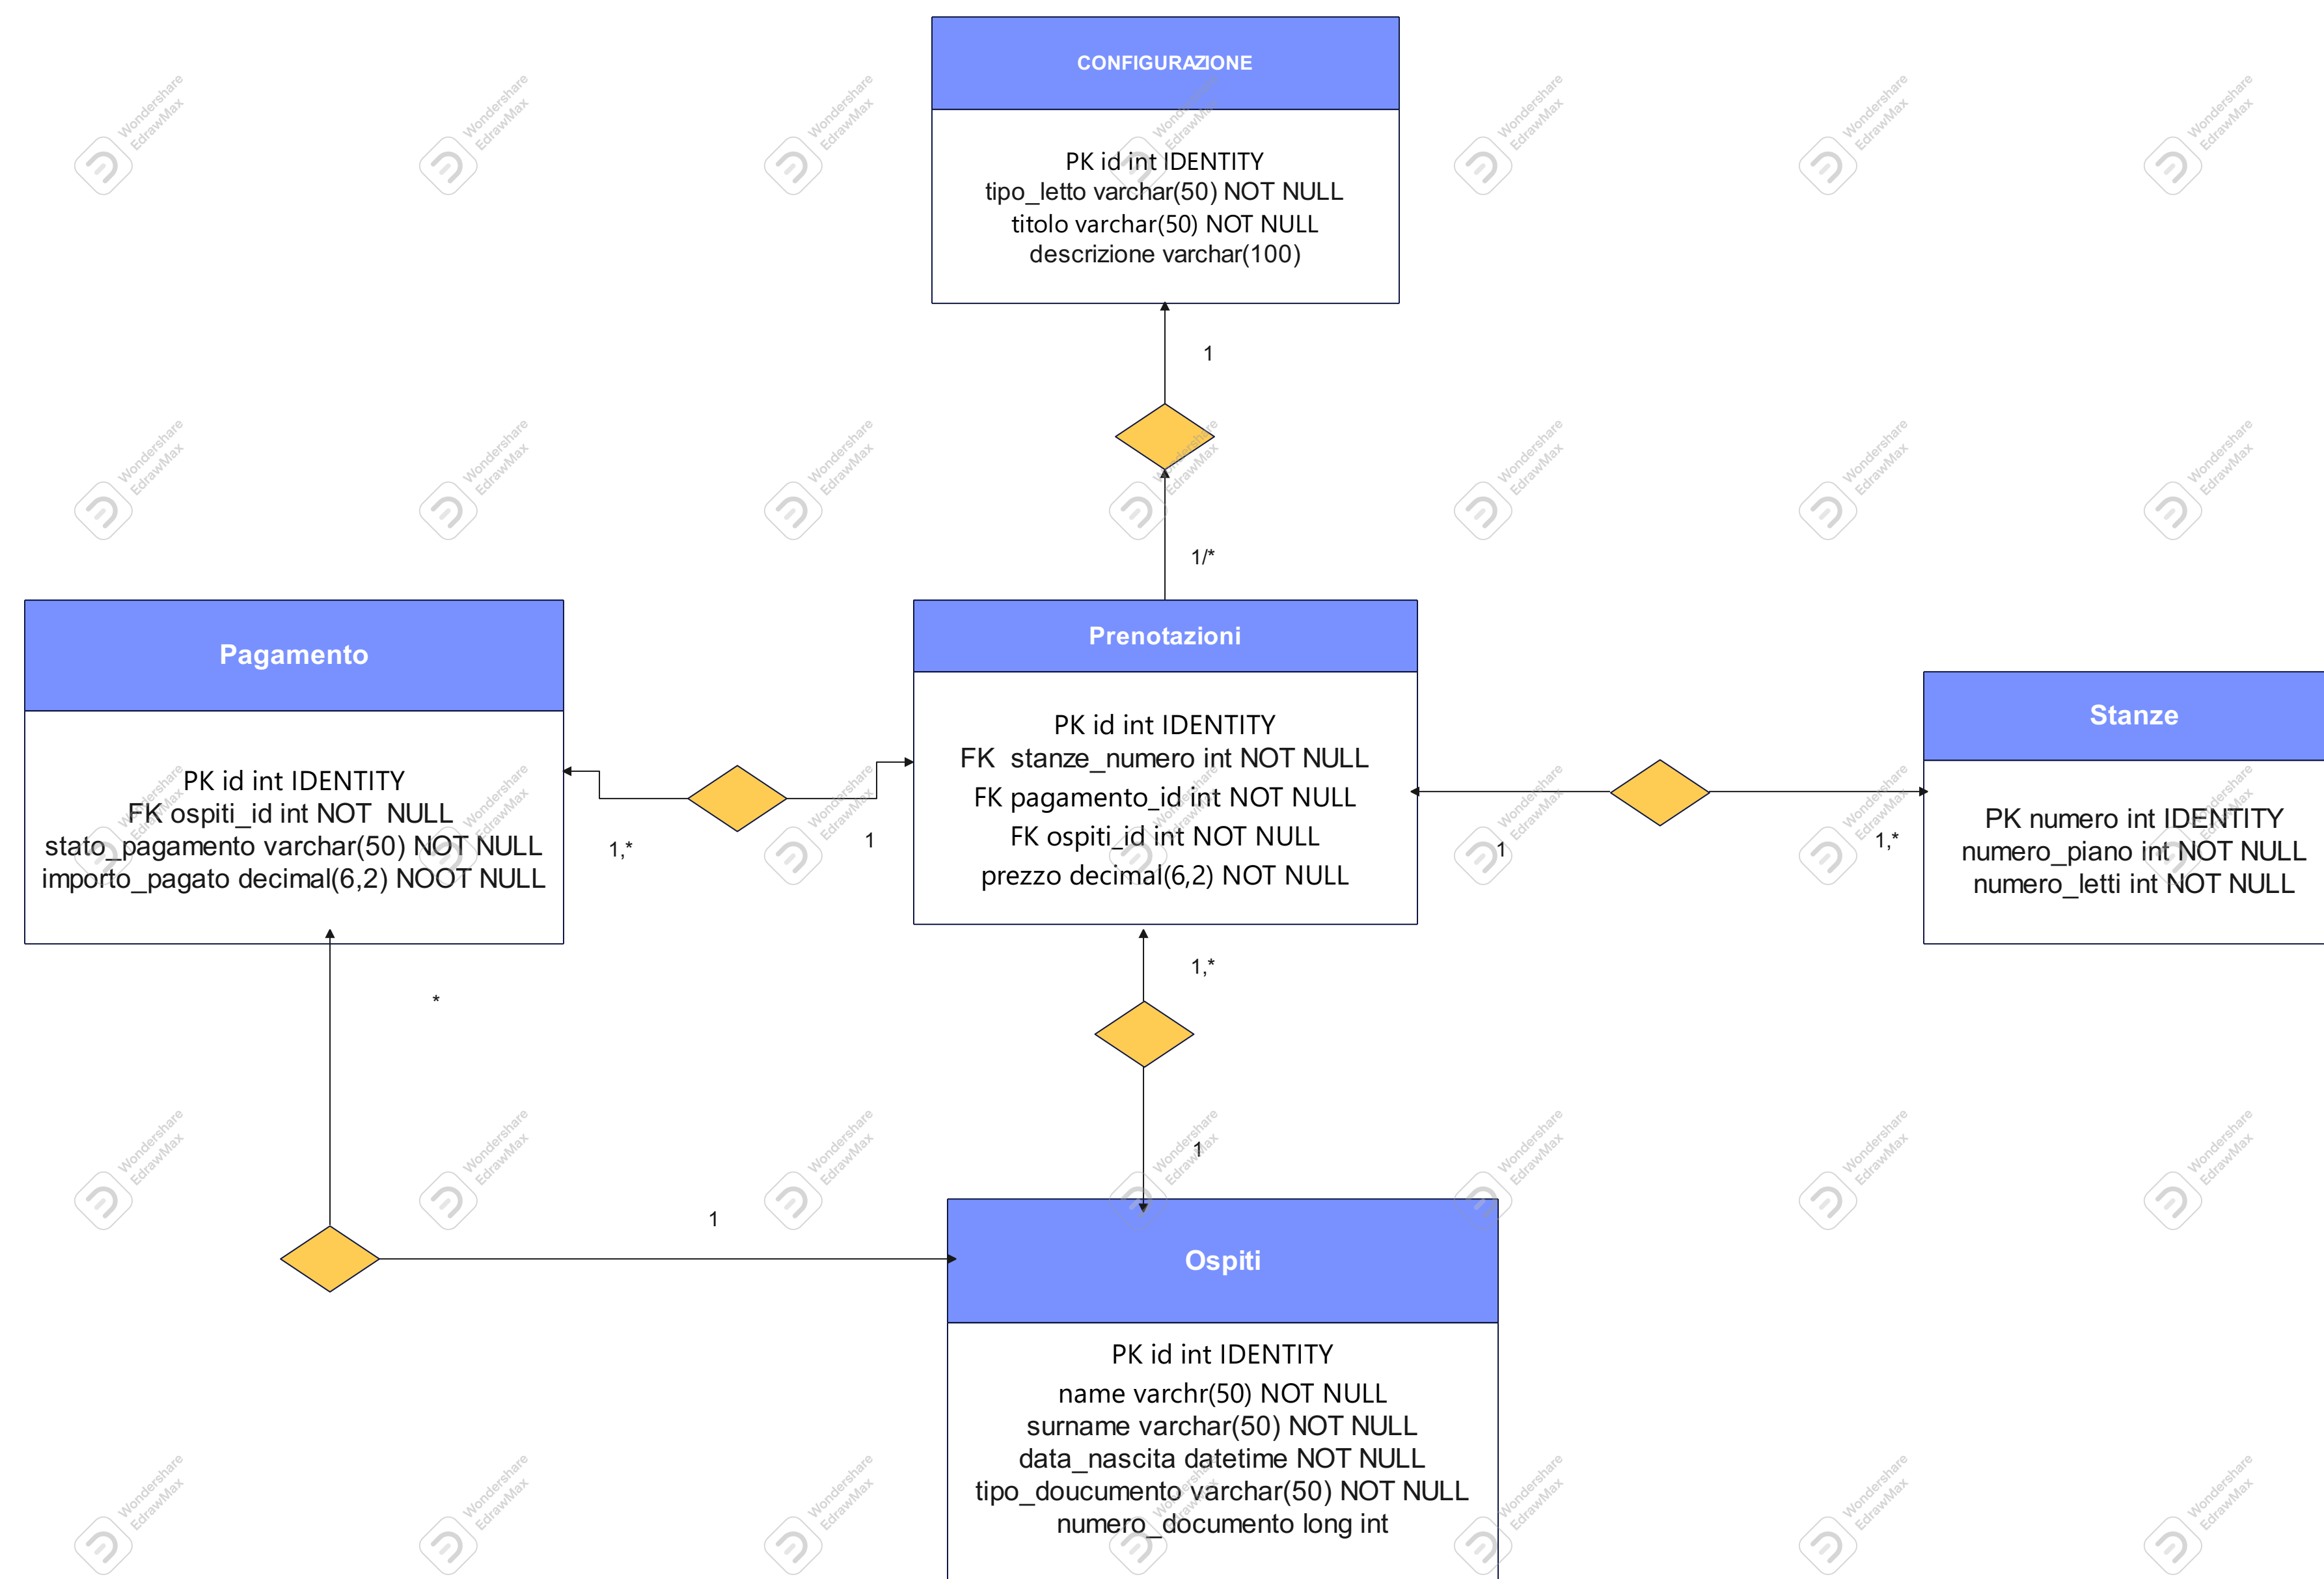 CONFIGURAZIONE
PK id int IDENTITY
tipo_letto varchar(50) NOT NULL
titolo varchar(50) NOT NULL
descrizione varchar(100)
1
1/*
Pagamento
PK id int IDENTITY
FK ospiti_id int NOT  NULL
stato_pagamento varchar(50) NOT NULL
importo_pagato decimal(6,2) NOOT NULL
1,*
1
Prenotazioni
PK id int IDENTITY
FK  stanze_numero int NOT NULL
FK pagamento_id int NOT NULL
FK ospiti_id int NOT NULL
prezzo decimal(6,2) NOT NULL
1
1,*
Stanze
PK numero int IDENTITY
numero_piano int NOT NULL
numero_letti int NOT NULL
*
1,*
1
1
Ospiti
PK id int IDENTITY
name varchr(50) NOT NULL
surname varchar(50) NOT NULL
data_nascita datetime NOT NULL
tipo_doucumento varchar(50) NOT NULL
numero_documento long int
Wondershare
EdrawMax